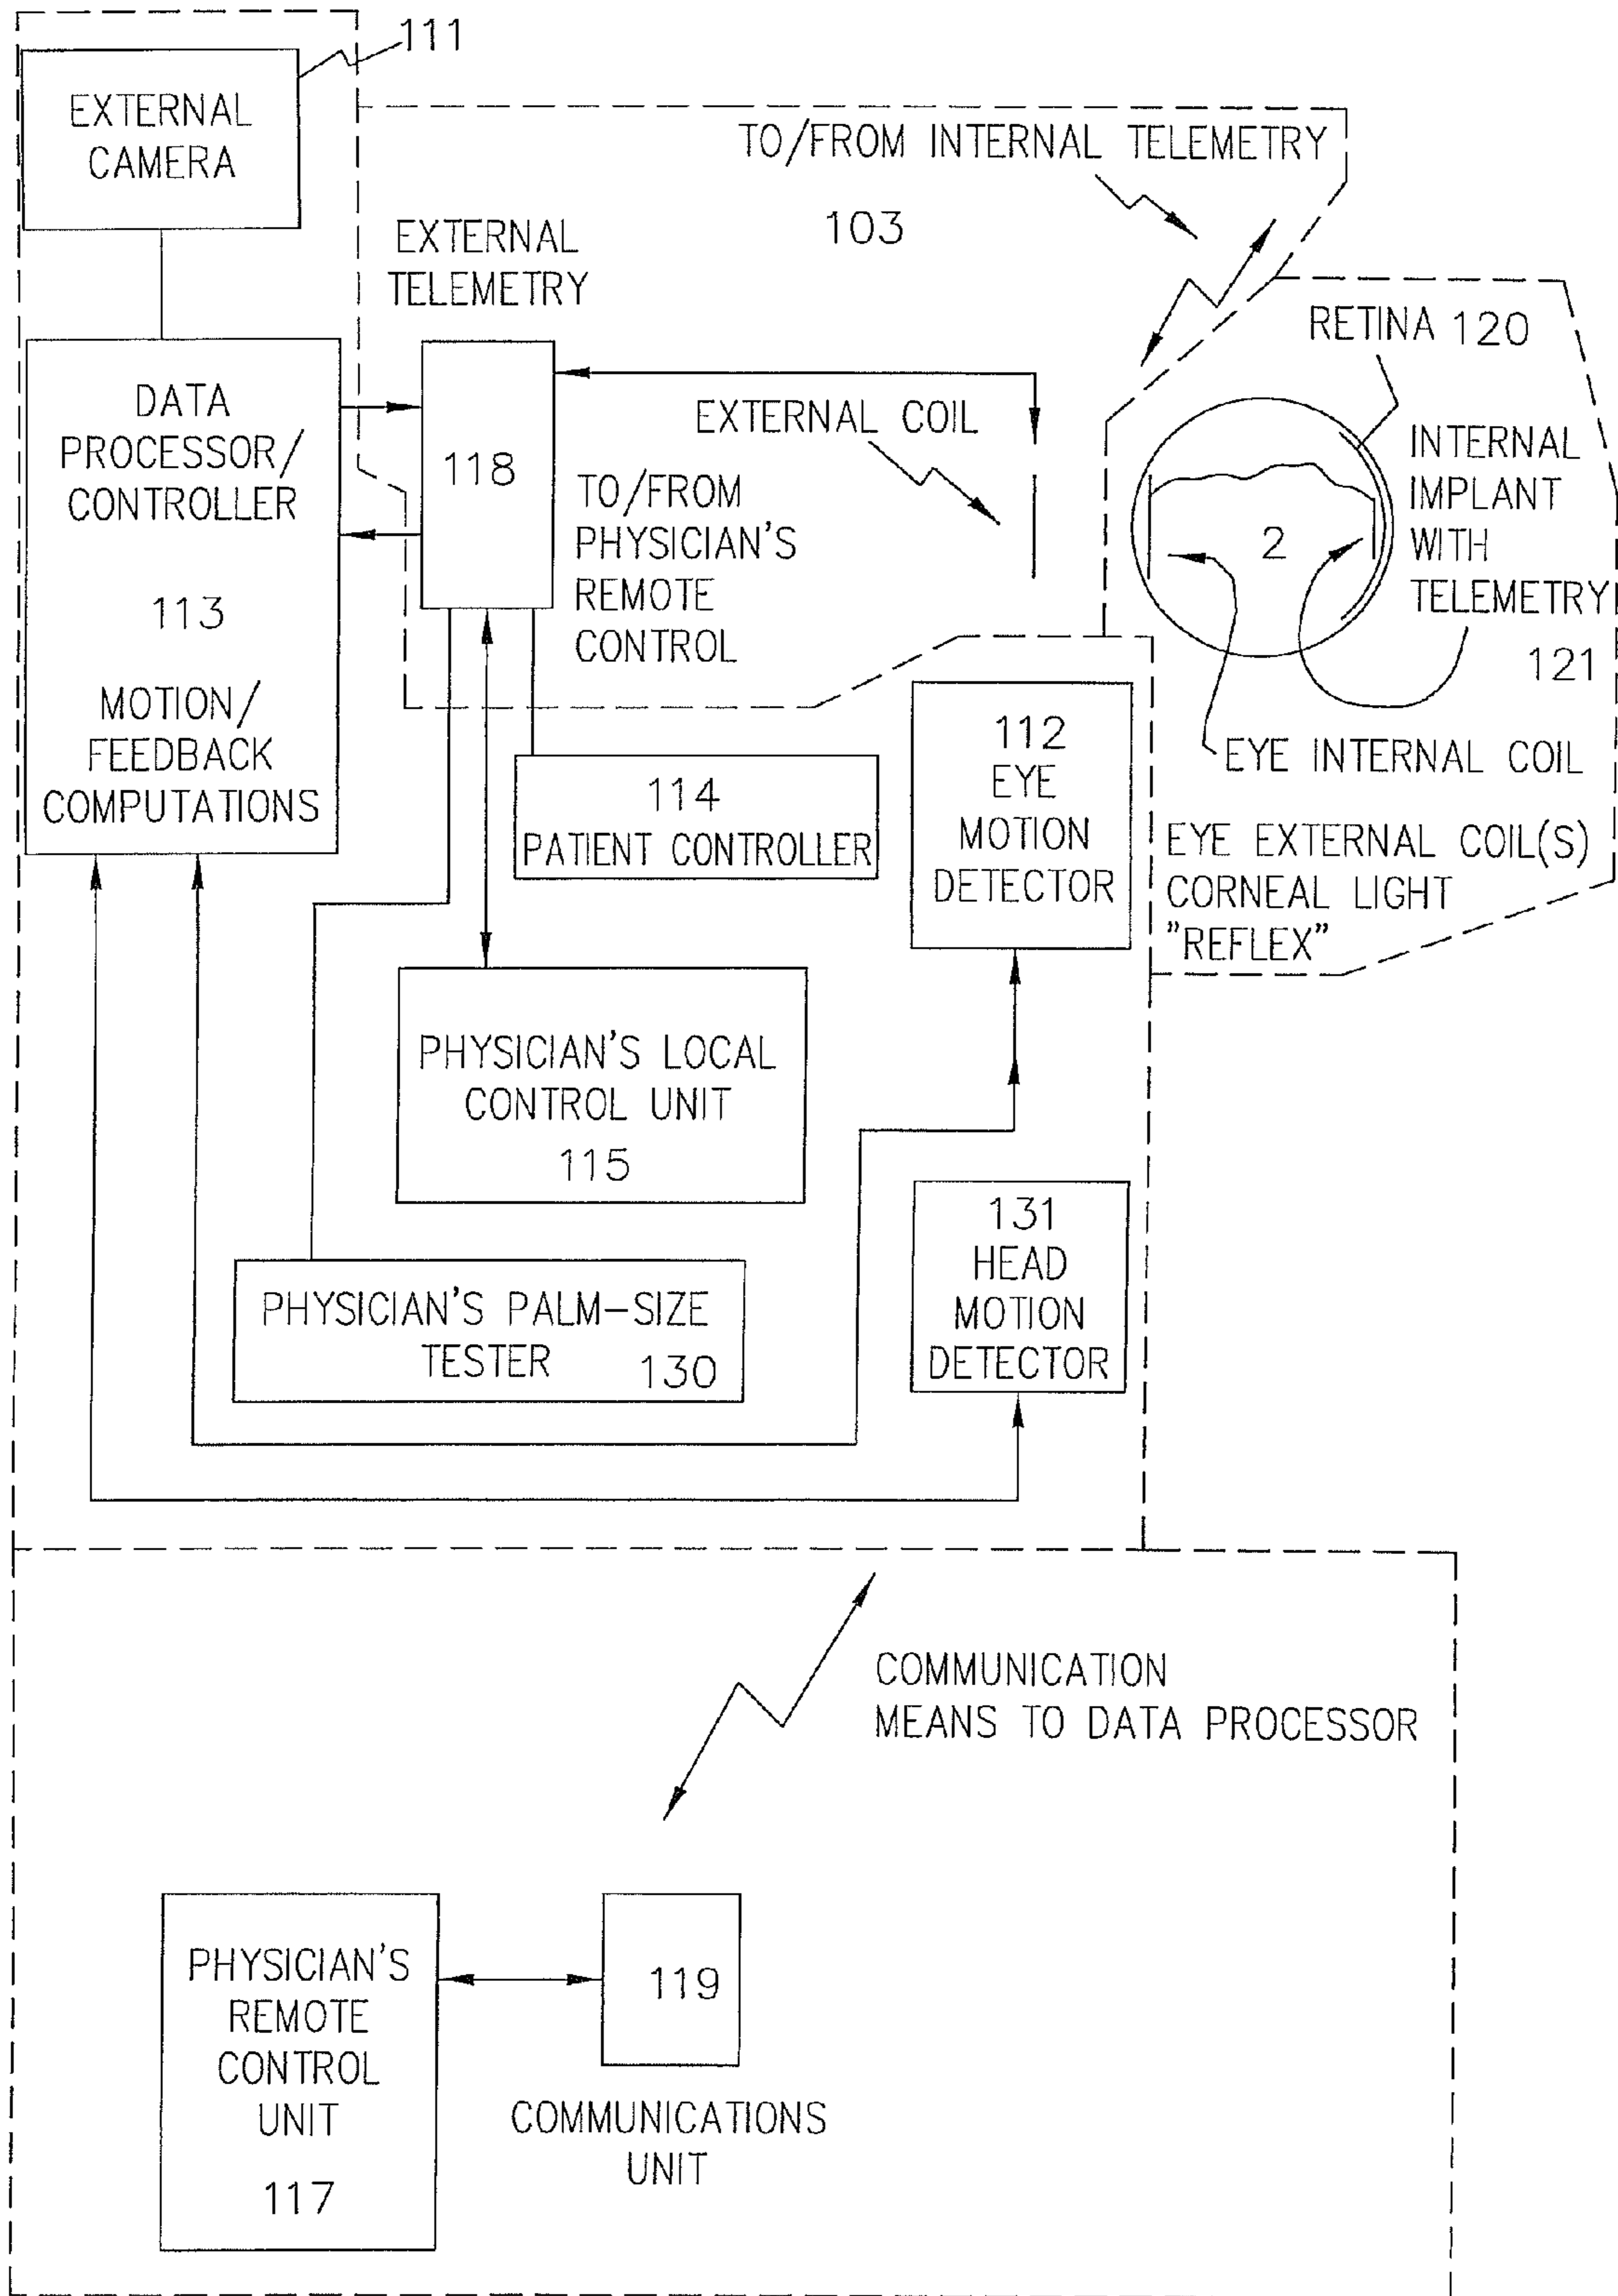 111
EXTERNAL
CAMERA
TO/FROM INTERNAL TELEMETRY
103
EXTERNAL
TELEMETRY
RETINA 120
DATA
PROCESSOR/
CONTROLLER
113
MOTION/
FEEDBACK
COMPUTATIONS
118
EXTERNAL COIL
TO/FROM
PHYSICIAN'S
REMOTE
CONTROL
2
INTERNAL
IMPLANT
WITH
TELEMETRY
121
EYE INTERNAL COIL
112
EYE
MOTION
DETECTOR
114
PATIENT CONTROLLER
EYE EXTERNAL COIL(S)
CORNEAL LIGHT
"REFLEX"
PHYSICIAN'S LOCAL
CONTROL UNIT
115
131
HEAD
MOTION
DETECTOR
PHYSICIAN'S PALM-SIZE
TESTER 130
COMMUNICATION
MEANS TO DATA PROCESSOR
PHYSICIAN'S
REMOTE
CONTROL
UNIT
117
119
COMMUNICATIONS
UNIT